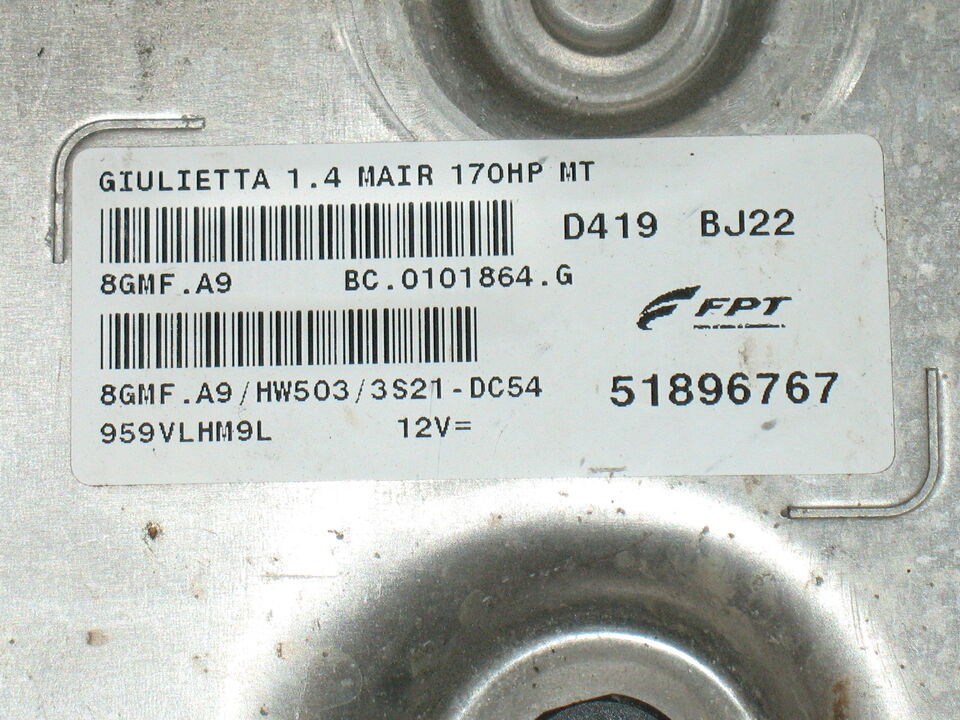 GIULIETTA 1.4 MAIR 170HP MT
D419 BJ22
8GMF.A9 BC.0101864.G
FPT
8GMF.A9/HW503/3S21-DC54
51896767
959VLHM9L 12V=